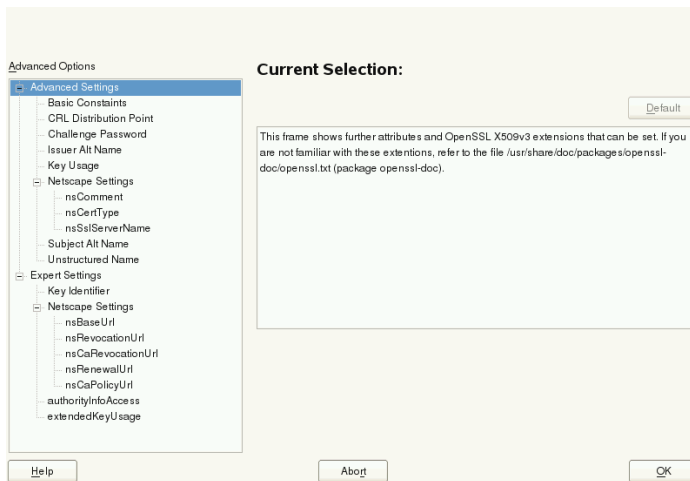 Advanced Options
Advanced Settings
Basic Constaints
CRL Distribution Point
Challenge Password
Issuer Alt Name
Key Usage
Netscape Settings
nsComment
nsCertType
nsSslServerName
Subject Alt Name
Unstructured Name
Expert Settings
Key Identifier
Netscape Settings
nsBaseUrl
nsRevocationUrl
nsCaRevocationUrl
nsRenewalUrl
nsCaPolicyUrl
authorityInfoAccess
extendedKeyUsage
Current Selection:
Default
This frame shows further attributes and OpenSSL X509v3 extensions that can be set. If you
are not familiar with these extentions, refer to the file /usr/share/doc/packages/openssl-
doc/openssl.txt (package openssl-doc).
Help
Abort
OK